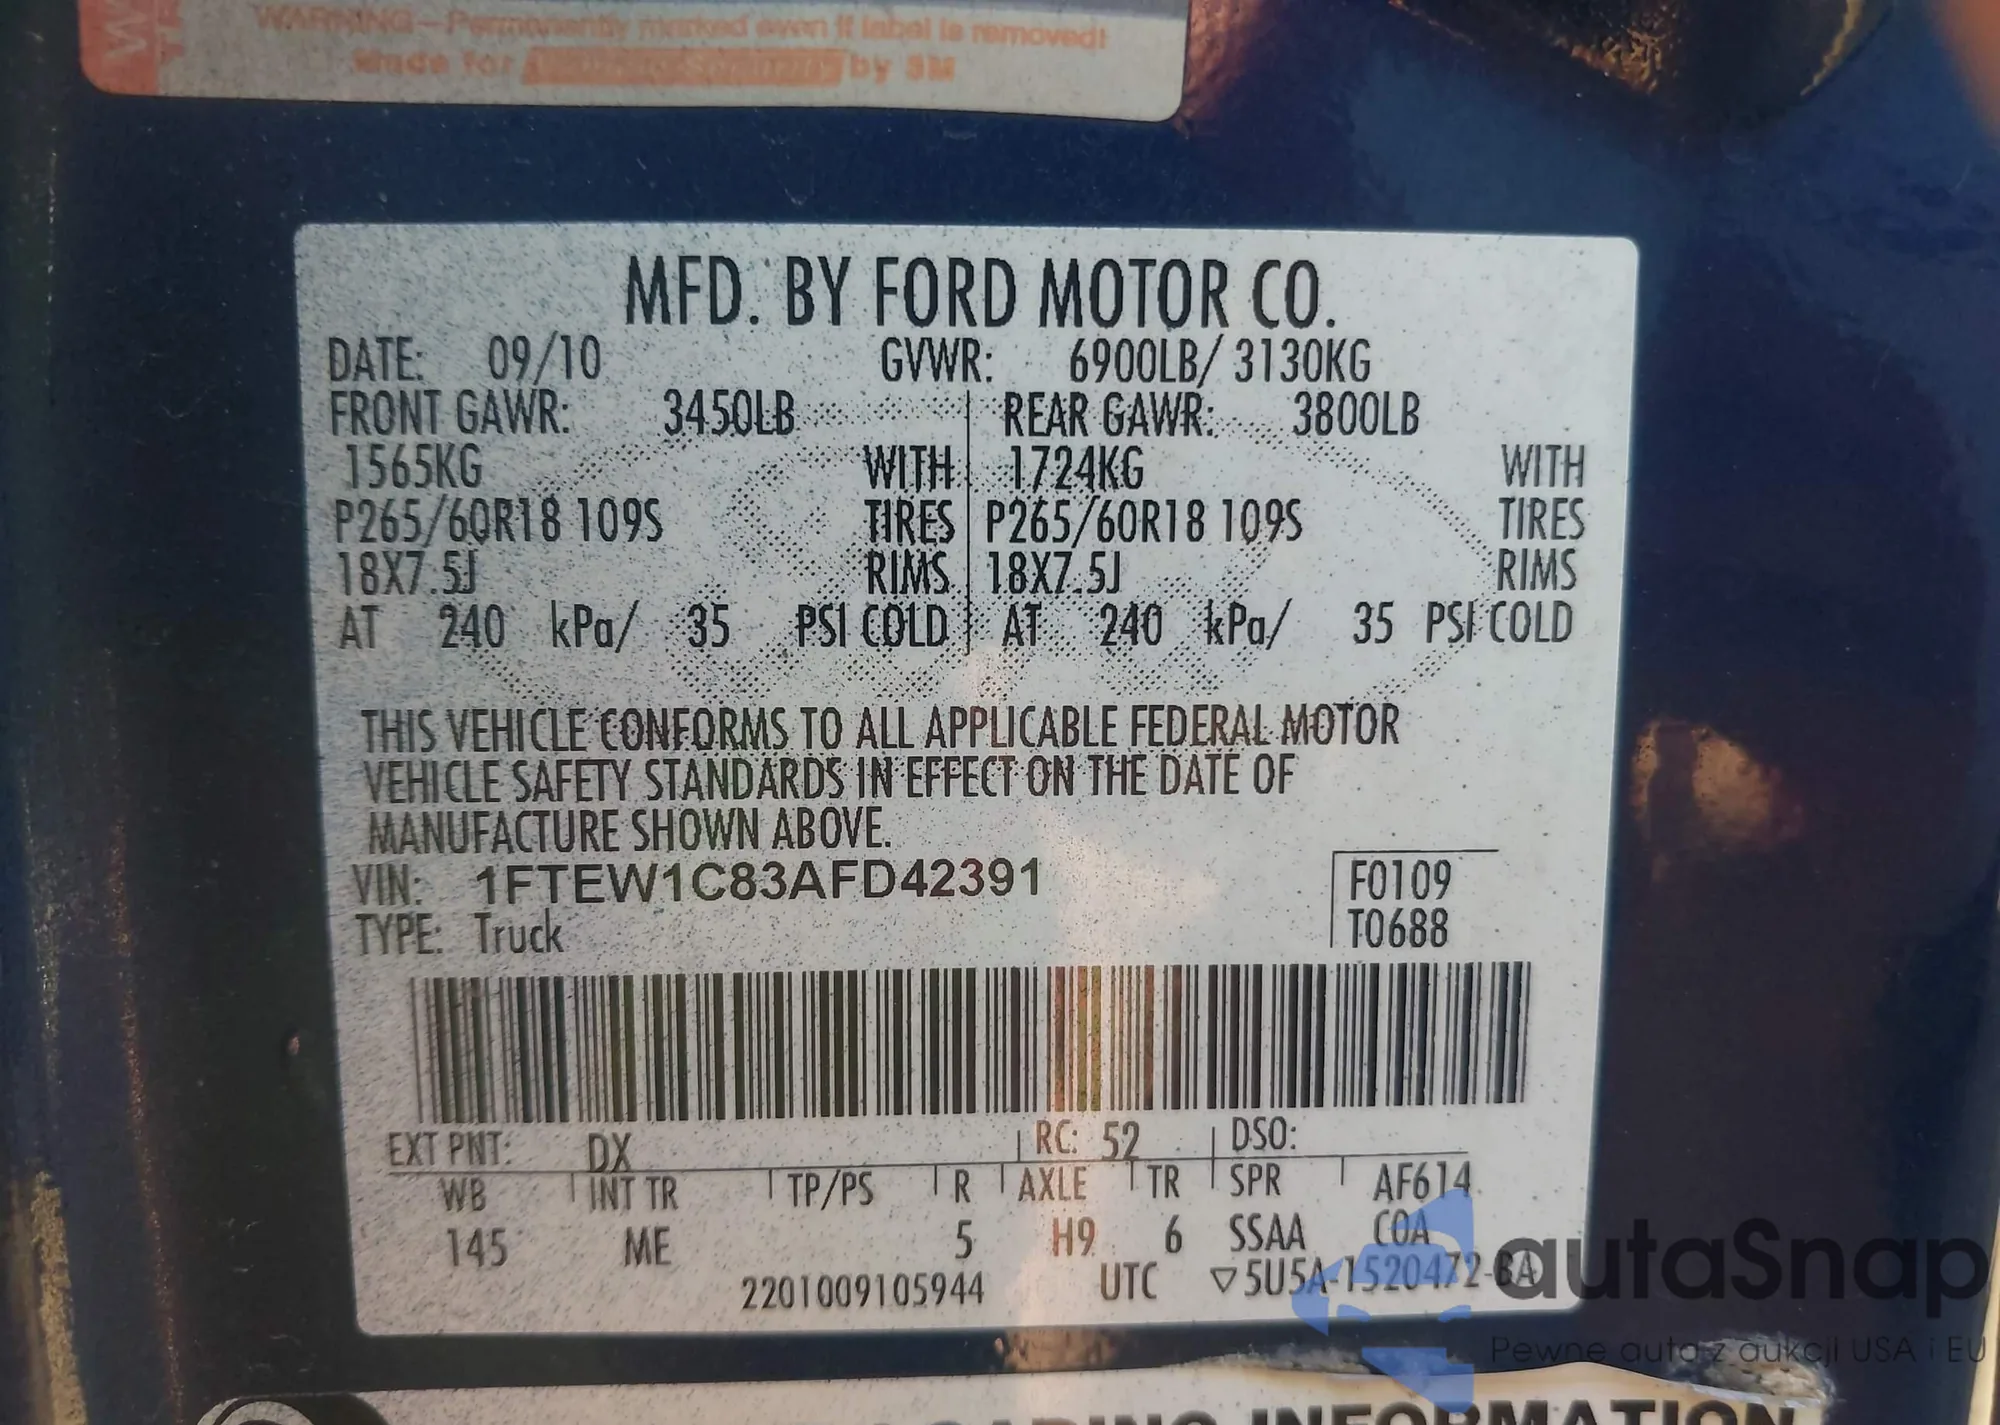 WARNING - Permanently marked even if label is removed!
Made for by 3M
MFD. BY FORD MOTOR CO.
DATE: 09/10 GVWR: 6900LB/ 3130KG
FRONT GAWR: 3450LB REAR GAWR: 3800LB
1565KG WITH 1724KG WITH
P265/60R18 109S TIRES P265/60R18 109S TIRES
18X7.5J RIMS 18X7.5J RIMS
AT 240 kPa/ 35 PSI COLD AT 240 kPa/ 35 PSI COLD
THIS VEHICLE CONFORMS TO ALL APPLICABLE FEDERAL MOTOR
VEHICLE SAFETY STANDARDS IN EFFECT ON THE DATE OF
MANUFACTURE SHOWN ABOVE.
VIN: 1FTEW1C83AFD42391 F0109
TYPE: Truck T0688
EXT PNT: DX RC: 52 DSO:
WB INT TR TP/PS R AXLE TR SPR AF614
145 ME 5 H9 6 SSAA COA
2201009105944 UTC ▽5U5A-1520472-BA
autaSnap
Pewne auta z aukcji USA i EU
LOADING INFORMATION